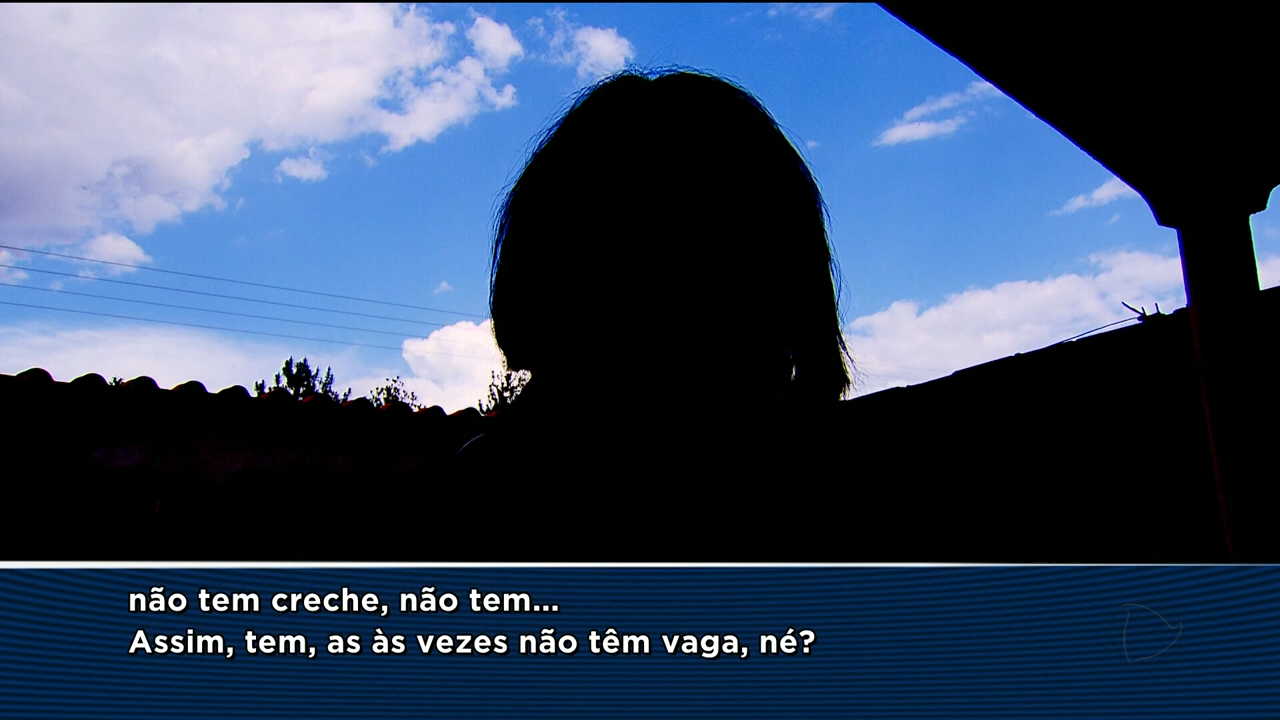 não tem creche, não tem...
Assim, tem, as às vezes não têm vaga, né?